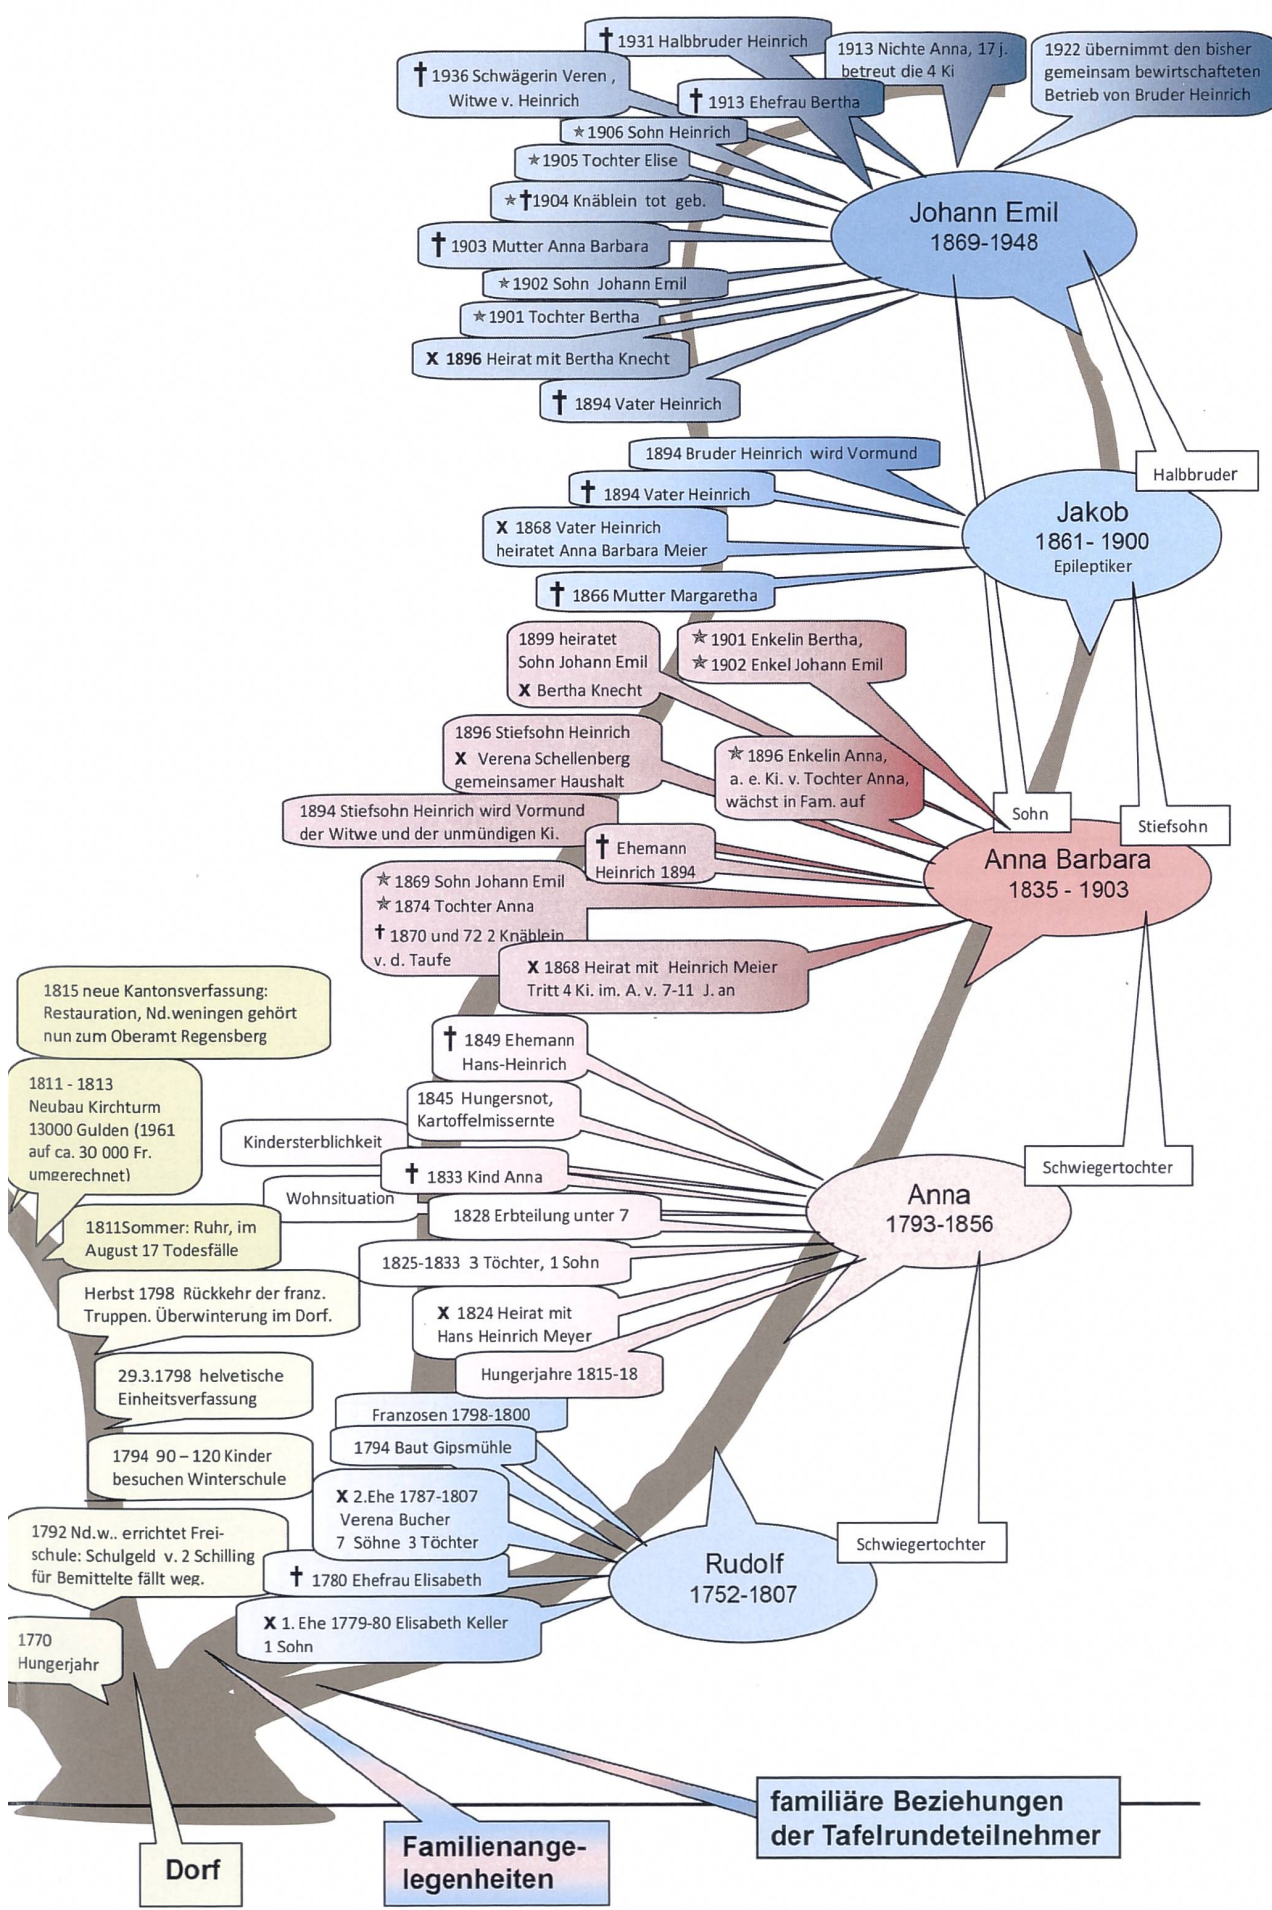 ✝ 1931 Halbbruder Heinrich
1913 Nichte Anna, 17 j.
betreut die 4 Ki
1922 übernimmt den bisher
gemeinsam bewirtschafteten
Betrieb von Bruder Heinrich
✝ 1936 Schwägerin Veren,
Witwe v. Heinrich
✝ 1913 Ehefrau Bertha
✯ 1906 Sohn Heinrich
✯ 1905 Tochter Elise
✯✝ 1904 Knäblein tot geb.
✝ 1903 Mutter Anna Barbara
✯ 1902 Sohn Johann Emil
✯ 1901 Tochter Bertha
X 1896 Heirat mit Bertha Knecht
✝ 1894 Vater Heinrich
Johann Emil
1869-1948
Halbbruder
1894 Bruder Heinrich wird Vormund
✝ 1894 Vater Heinrich
X 1868 Vater Heinrich
heiratet Anna Barbara Meier
✝ 1866 Mutter Margaretha
Jakob
1861- 1900
Epileptiker
1899 heiratet
Sohn Johann Emil
X Bertha Knecht
✯ 1901 Enkelin Bertha,
✯ 1902 Enkel Johann Emil
1896 Stiefsohn Heinrich
X Verena Schellenberg
gemeinsamer Haushalt
✯ 1896 Enkelin Anna,
a. e. Ki. v. Tochter Anna,
wächst in Fam. auf
1894 Stiefsohn Heinrich wird Vormund
der Witwe und der unmündigen Ki.
✝ Ehemann
Heinrich 1894
✯ 1869 Sohn Johann Emil
✯ 1874 Tochter Anna
✝ 1870 und 72 2 Knäblein
v. d. Taufe
X 1868 Heirat mit Heinrich Meier
Tritt 4 Ki. im. A. v. 7-11 J. an
Sohn
Stiefsohn
Anna Barbara
1835 - 1903
1815 neue Kantonsverfassung:
Restauration, Nd.weningen gehört
nun zum Oberamt Regensberg
1811 - 1813
Neubau Kirchturm
13000 Gulden (1961
auf ca. 30 000 Fr.
umgerechnet)
✝ 1849 Ehemann
Hans-Heinrich
1845 Hungersnot,
Kartoffelmissernte
Kindersterblichkeit
✝ 1833 Kind Anna
Wohnsituation
1828 Erbteilung unter 7
1825-1833 3 Töchter, 1 Sohn
X 1824 Heirat mit
Hans Heinrich Meyer
Hungerjahre 1815-18
Schwiegertochter
Anna
1793-1856
1811Sommer: Ruhr, im
August 17 Todesfälle
Herbst 1798 Rückkehr der franz.
Truppen. Überwinterung im Dorf.
29.3.1798 helvetische
Einheitsverfassung
1794 90 – 120 Kinder
besuchen Winterschule
1792 Nd.w.. errichtet Frei-
schule: Schulgeld v. 2 Schilling
für Bemittelte fällt weg.
1770
Hungerjahr
Franzosen 1798-1800
1794 Baut Gipsmühle
X 2.Ehe 1787-1807
Verena Bucher
7 Söhne 3 Töchter
✝ 1780 Ehefrau Elisabeth
X 1. Ehe 1779-80 Elisabeth Keller
1 Sohn
Schwiegertochter
Rudolf
1752-1807
Dorf
Familienange-
legenheiten
familiäre Beziehungen
der Tafelrundeteilnehmer